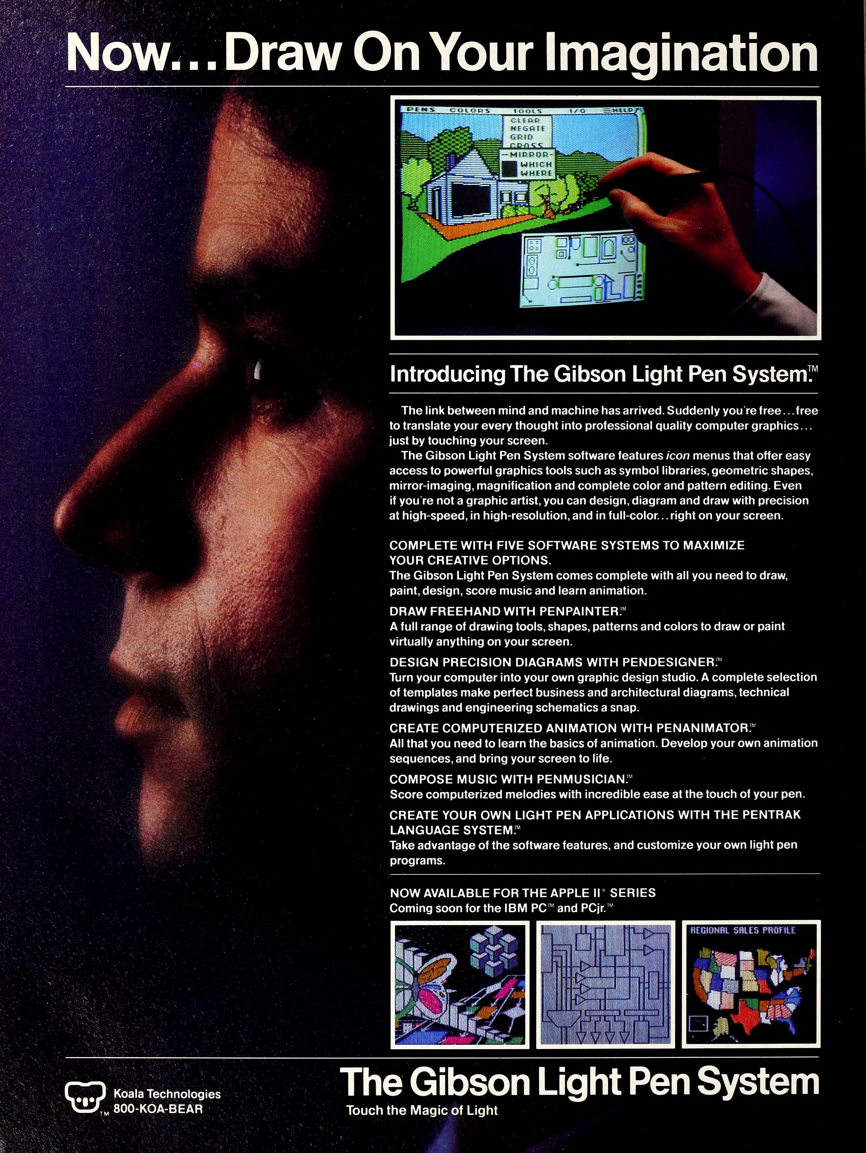 Now...Draw On Your Imagination
PENS COLORS TOOLS I/O HELP
CLEAR
NEGATE
GRID
CROSS
-MIRROR-
WHICH
WHERE
Introducing The Gibson Light Pen System.™
The link between mind and machine has arrived. Suddenly you're free...free
to translate your every thought into professional quality computer graphics...
just by touching your screen.
The Gibson Light Pen System software features icon menus that offer easy
access to powerful graphics tools such as symbol libraries, geometric shapes,
mirror-imaging, magnification and complete color and pattern editing. Even
if you're not a graphic artist, you can design, diagram and draw with precision
at high-speed, in high-resolution, and in full-color...right on your screen.
COMPLETE WITH FIVE SOFTWARE SYSTEMS TO MAXIMIZE
YOUR CREATIVE OPTIONS.
The Gibson Light Pen System comes complete with all you need to draw,
paint, design, score music and learn animation.
DRAW FREEHAND WITH PENPAINTER.™
A full range of drawing tools, shapes, patterns and colors to draw or paint
virtually anything on your screen.
DESIGN PRECISION DIAGRAMS WITH PENDESIGNER.™
Turn your computer into your own graphic design studio. A complete selection
of templates make perfect business and architectural diagrams, technical
drawings and engineering schematics a snap.
CREATE COMPUTERIZED ANIMATION WITH PENANIMATOR.™
All that you need to learn the basics of animation. Develop your own animation
sequences, and bring your screen to life.
COMPOSE MUSIC WITH PENMUSICIAN.™
Score computerized melodies with incredible ease at the touch of your pen.
CREATE YOUR OWN LIGHT PEN APPLICATIONS WITH THE PENTRAK
LANGUAGE SYSTEM.™
Take advantage of the software features, and customize your own light pen
programs.
NOW AVAILABLE FOR THE APPLE II® SERIES
Coming soon for the IBM PC™ and PCjr.™
REGIONAL SALES PROFILE
Koala Technologies
™ 800-KOA-BEAR
The Gibson Light Pen System
Touch the Magic of Light